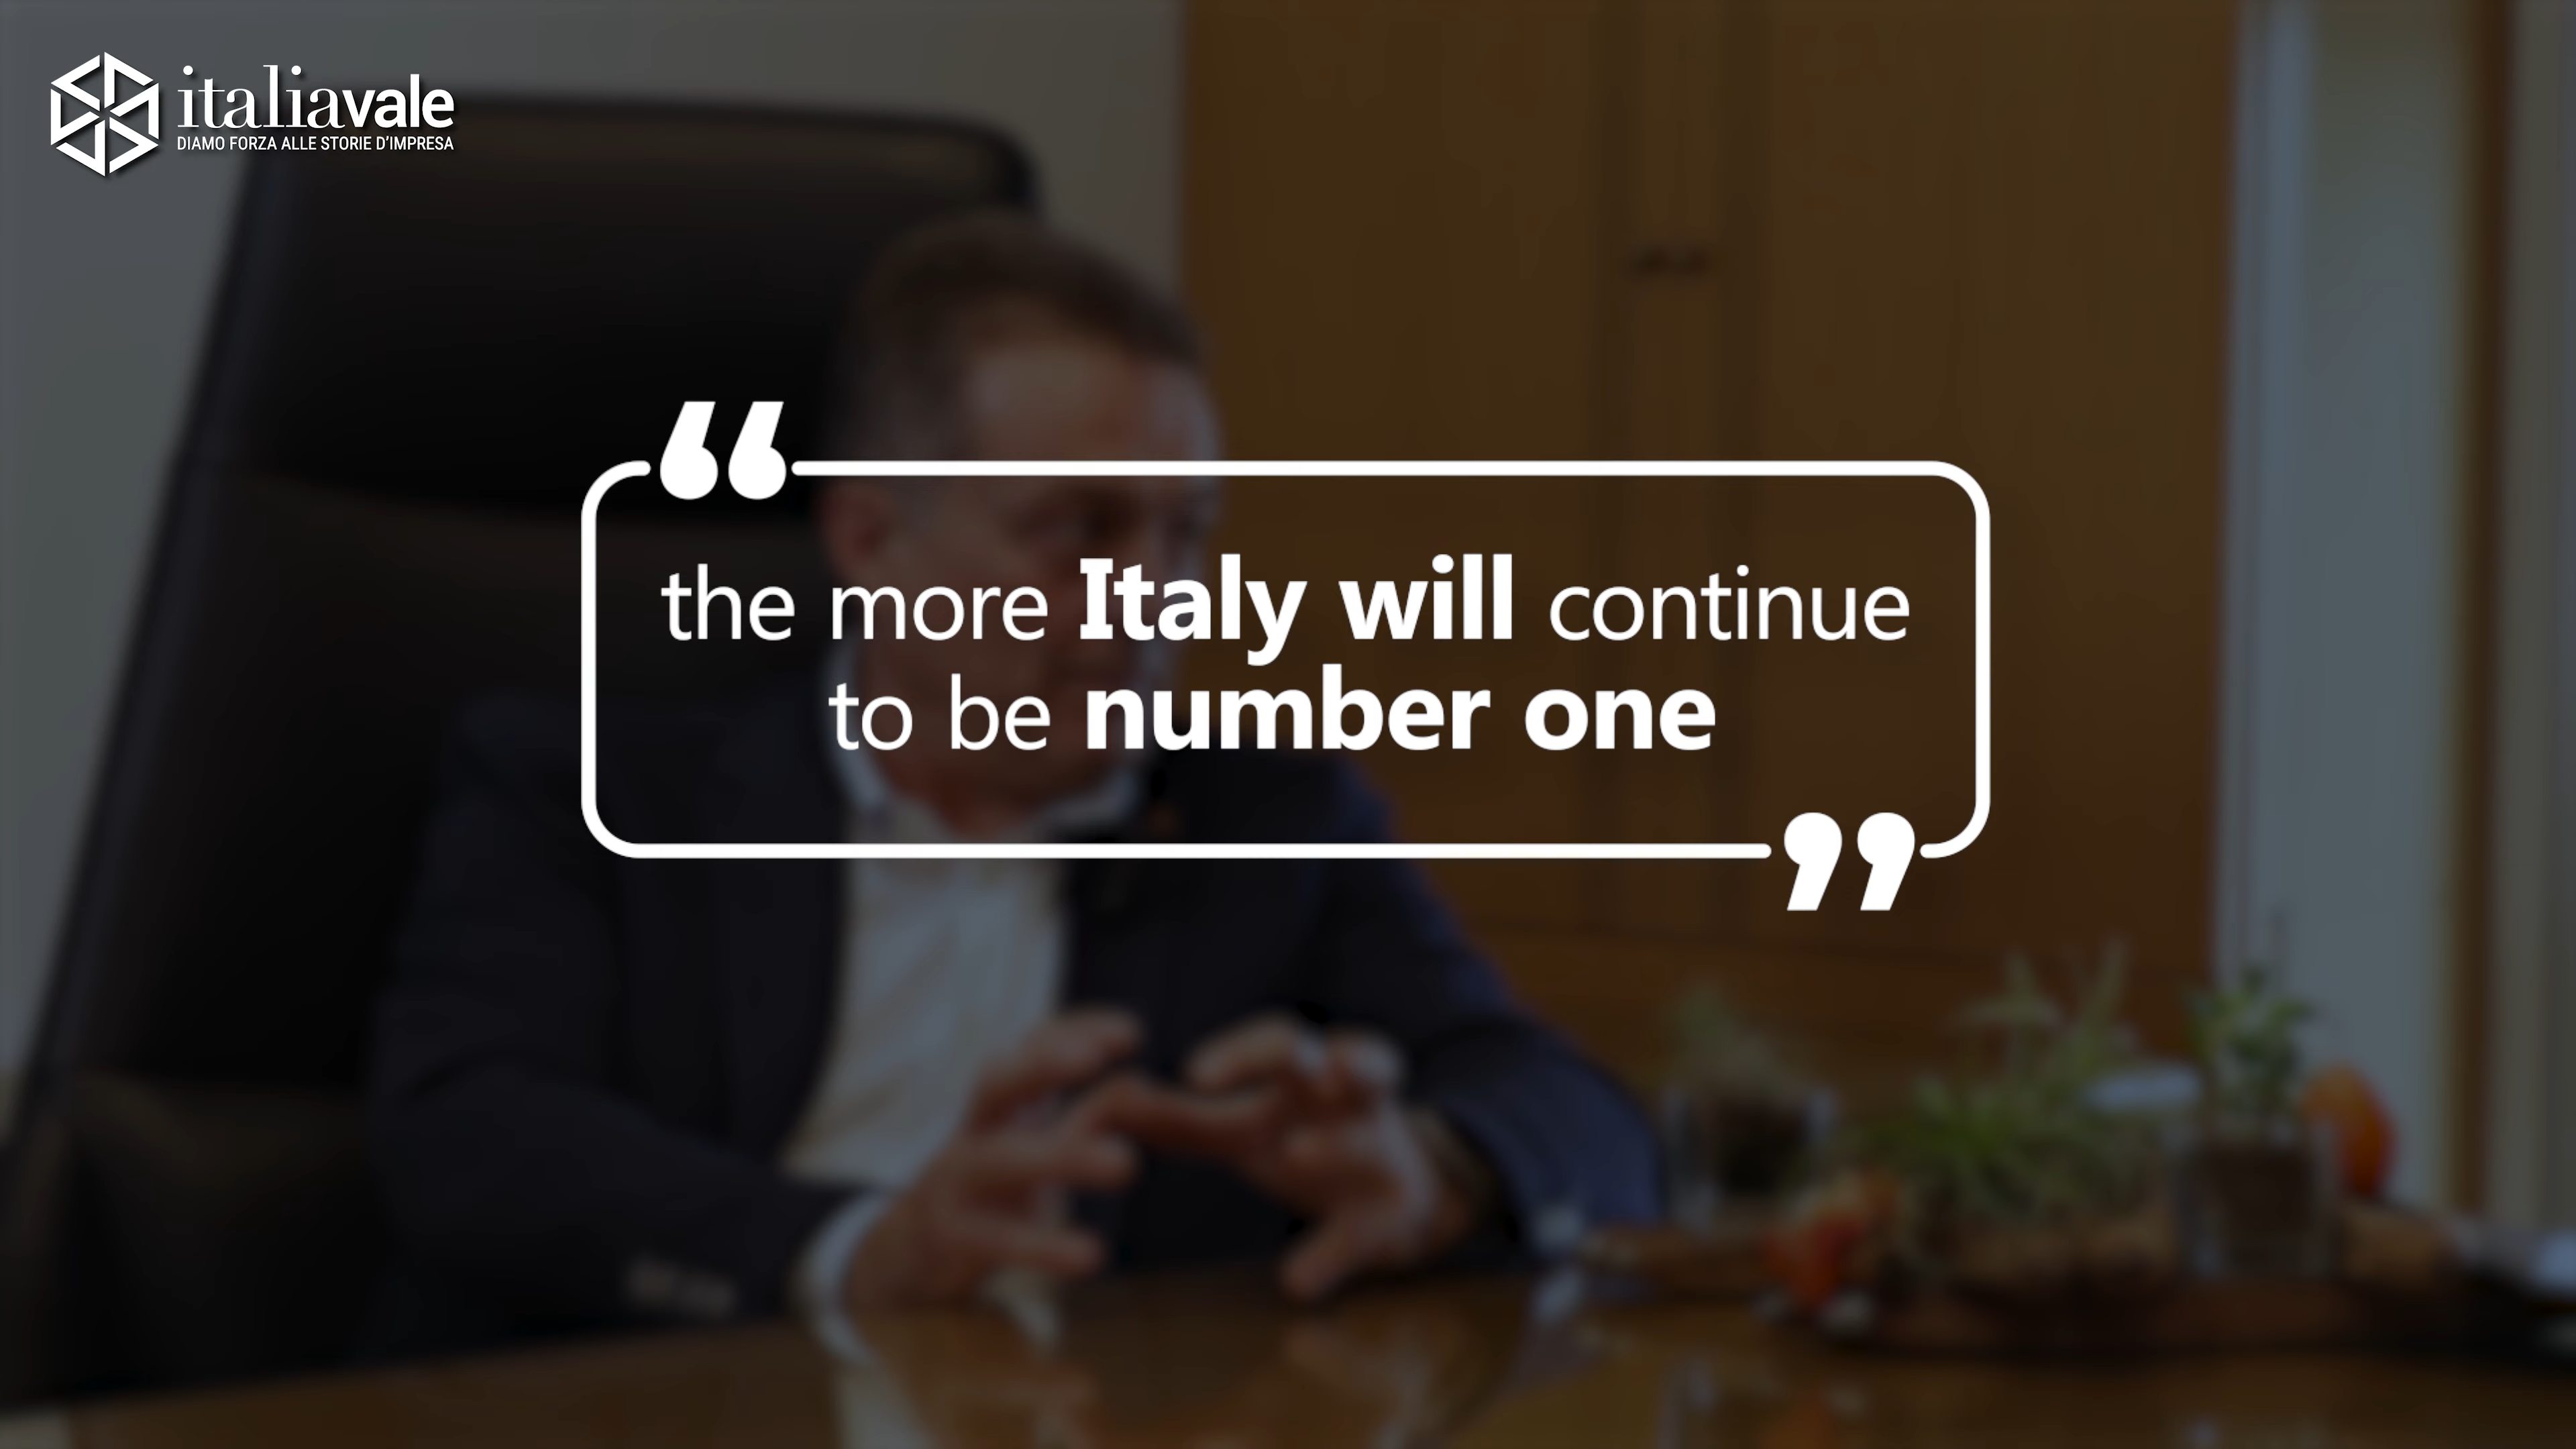 italiavale
DIAMO FORZA ALLE STORIE D'IMPRESA
“
the more Italy will continue
to be number one
”